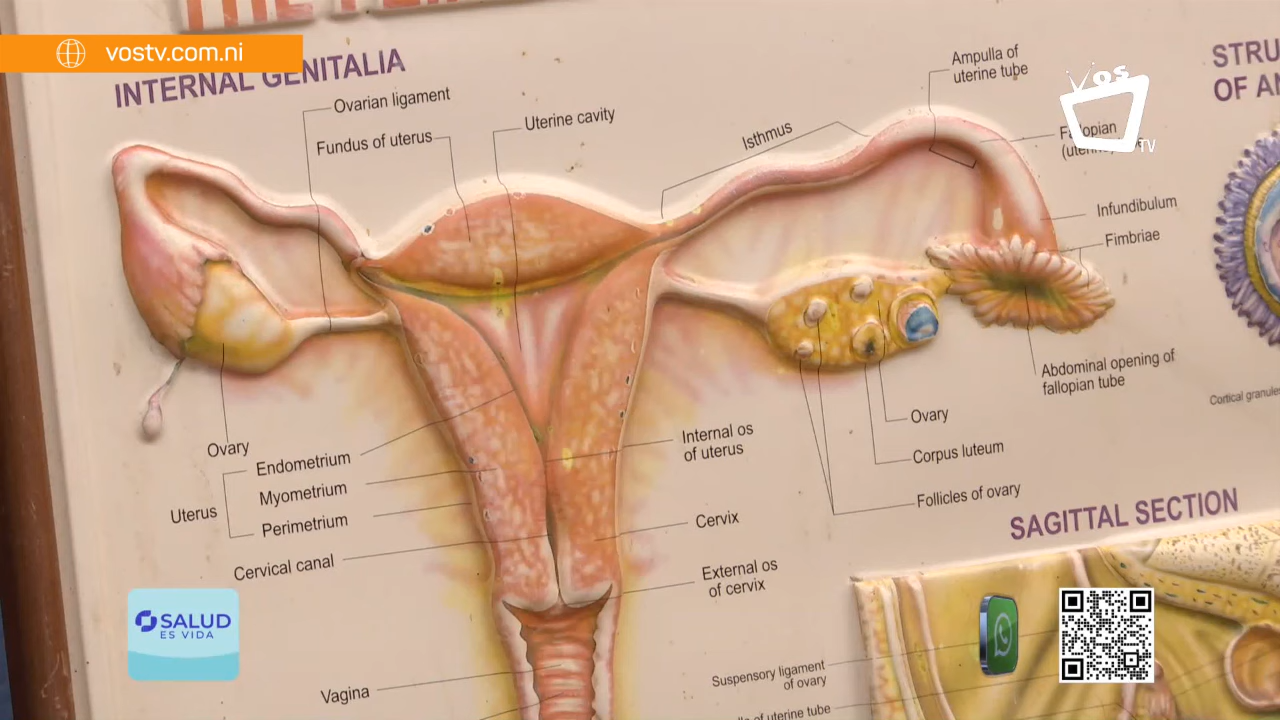 vostv.com.ni
INTERNAL GENITALIA
Ovarian ligament
Fundus of uterus
Uterine cavity
Isthmus
Ampulla of
uterine tube
OS
TV
STRU
OF AN
Infundibulum
Fimbriae
Abdominal opening of
fallopian tube
Cortical granules
Ovary
Corpus luteum
Follicles of ovary
Internal os
of uterus
Cervix
External os
of cervix
Ovary
Endometrium
Uterus
Myometrium
Perimetrium
Cervical canal
Vagina
SAGITTAL SECTION
Suspensory ligament
of ovary
of uterine tube
SALUD
ES VIDA